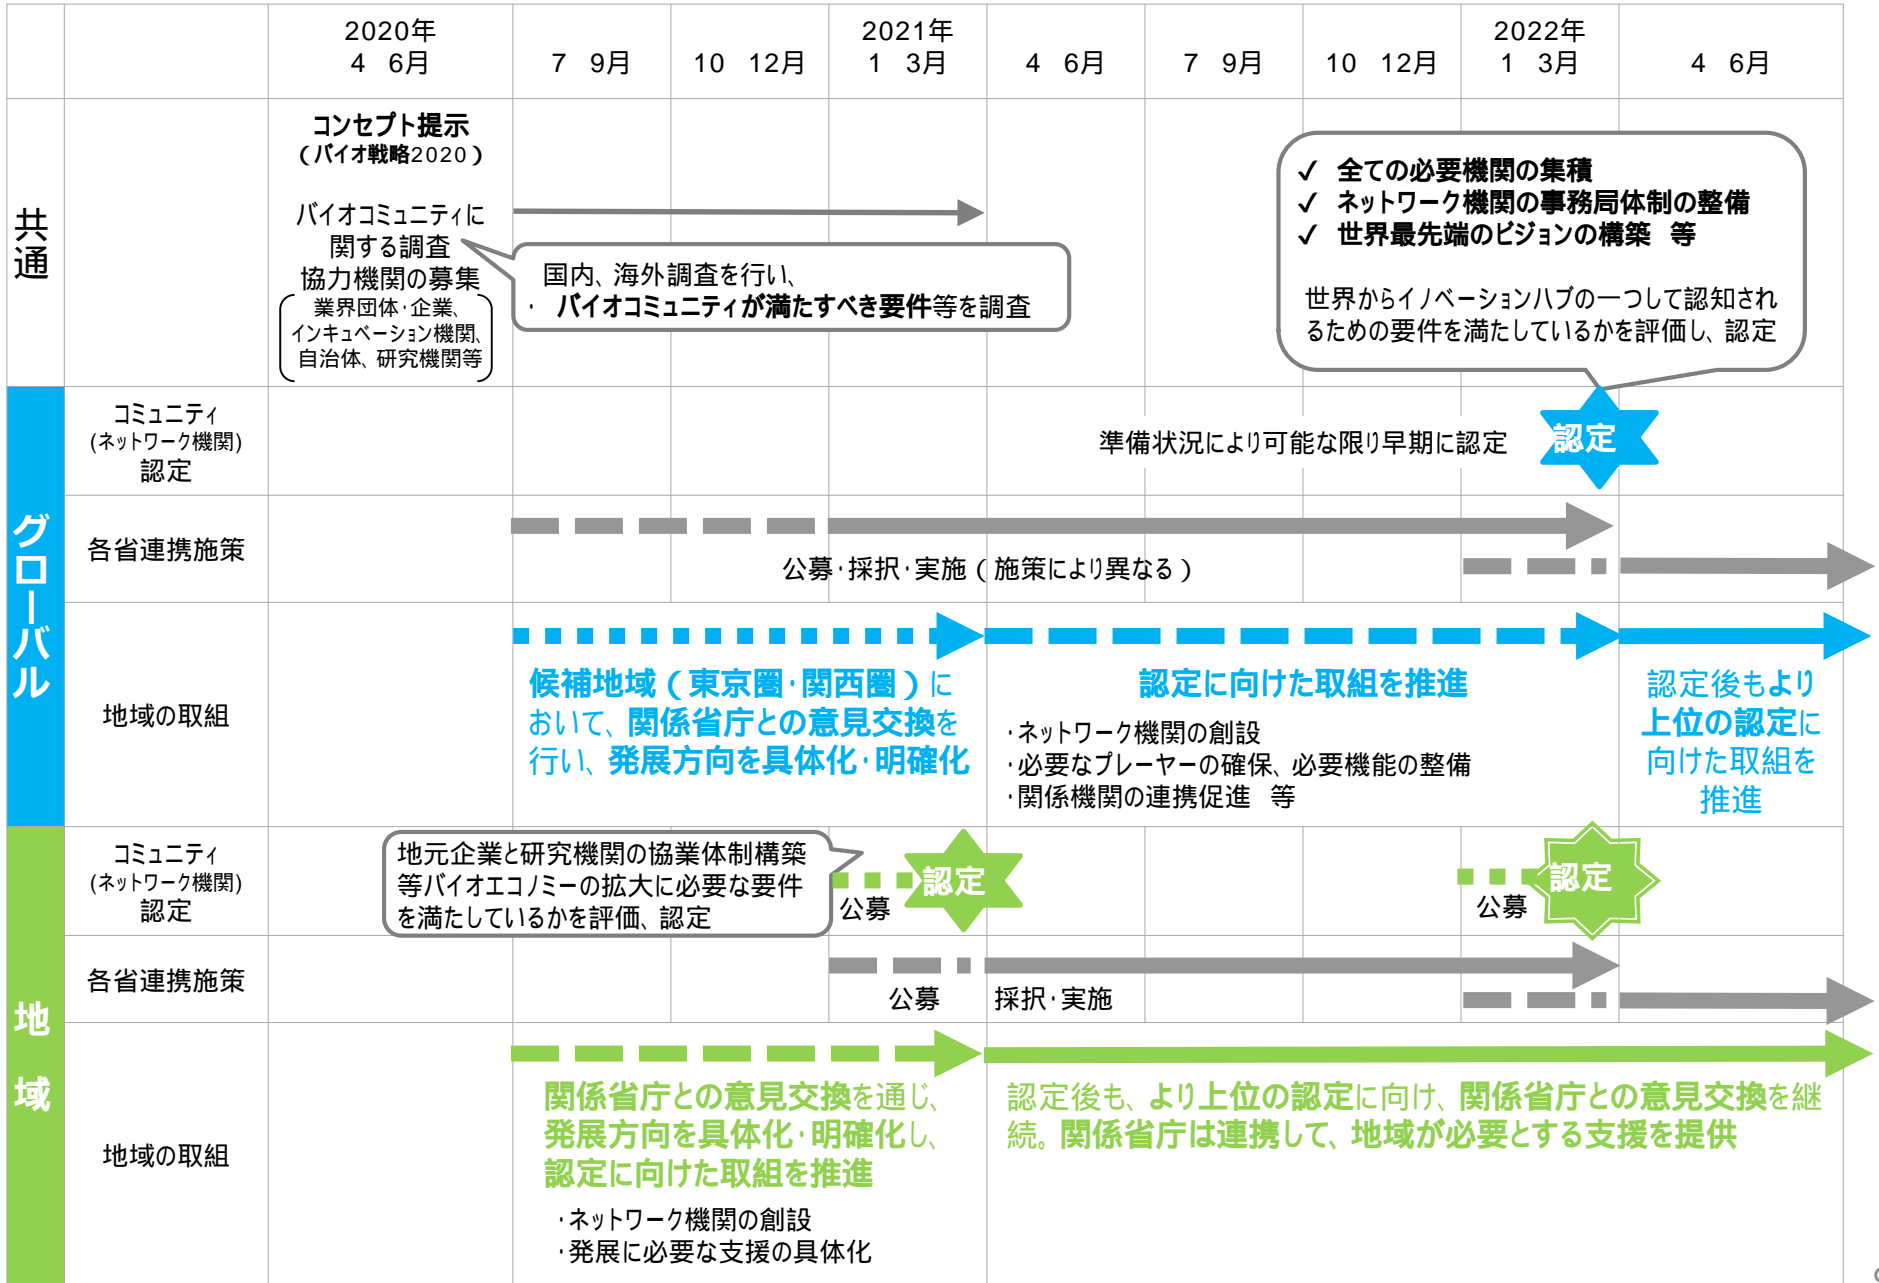 2020年
4 6月
7 9月
10 12月
2021年
1 3月
4 6月
7 9月
10 12月
2022年
1 3月
4 6月
共通
コンセプト提示
(バイオ戦略2020)
バイオコミュニティに
関する調査
協力機関の募集
業界団体・企業、
インキュベーション機関、
自治体、研究機関等
国内、海外調査を行い、
・ バイオコミュニティが満たすべき要件等を調査
✓ 全ての必要機関の集積
✓ ネットワーク機関の事務局体制の整備
✓ 世界最先端のビジョンの構築 等
世界からイノベーションハブの一つして認知され
るための要件を満たしているかを評価し、認定
グローバル
コミュニティ
(ネットワーク機関)
認定
準備状況により可能な限り早期に認定
認定
各省連携施策
公募・採択・実施(施策により異なる)
地域の取組
候補地域(東京圏・関西圏)に
おいて、関係省庁との意見交換を
行い、発展方向を具体化・明確化
認定に向けた取組を推進
・ネットワーク機関の創設
・必要なプレーヤーの確保、必要機能の整備
・関係機関の連携促進 等
認定後もより
上位の認定に
向けた取組を
推進
地域
コミュニティ
(ネットワーク機関)
認定
地元企業と研究機関の協業体制構築
等バイオエコノミーの拡大に必要な要件
を満たしているかを評価、認定
公募
認定
公募
認定
各省連携施策
公募
採択・実施
地域の取組
関係省庁との意見交換を通じ、
発展方向を具体化・明確化し、
認定に向けた取組を推進
・ネットワーク機関の創設
・発展に必要な支援の具体化
認定後も、より上位の認定に向け、関係省庁との意見交換を継
続。関係省庁は連携して、地域が必要とする支援を提供